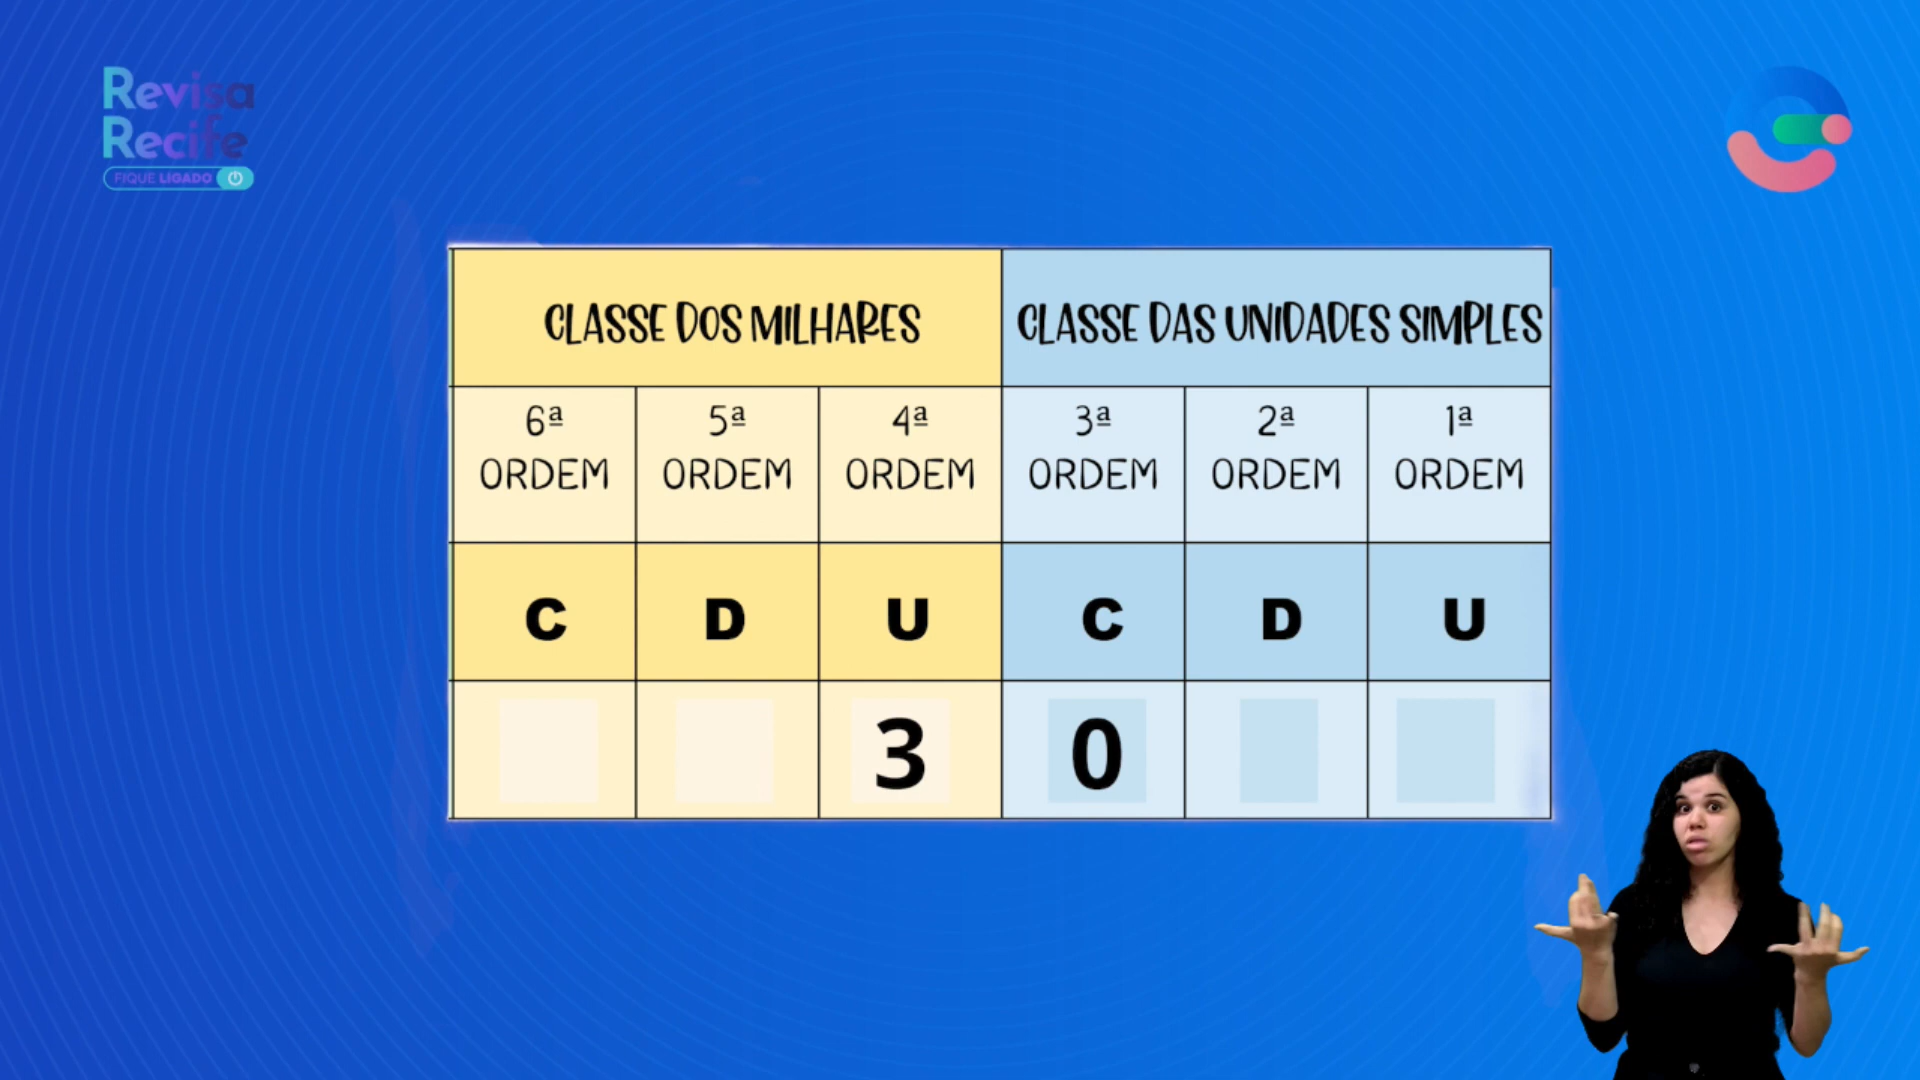 Revisa
Recife
FIQUE LIGADO
CLASSE DOS MILHARES CLASSE DAS UNIDADES SIMPLES
6ª ORDEM 5ª ORDEM 4ª ORDEM 3ª ORDEM 2ª ORDEM 1ª ORDEM
C D U C D U
3 0